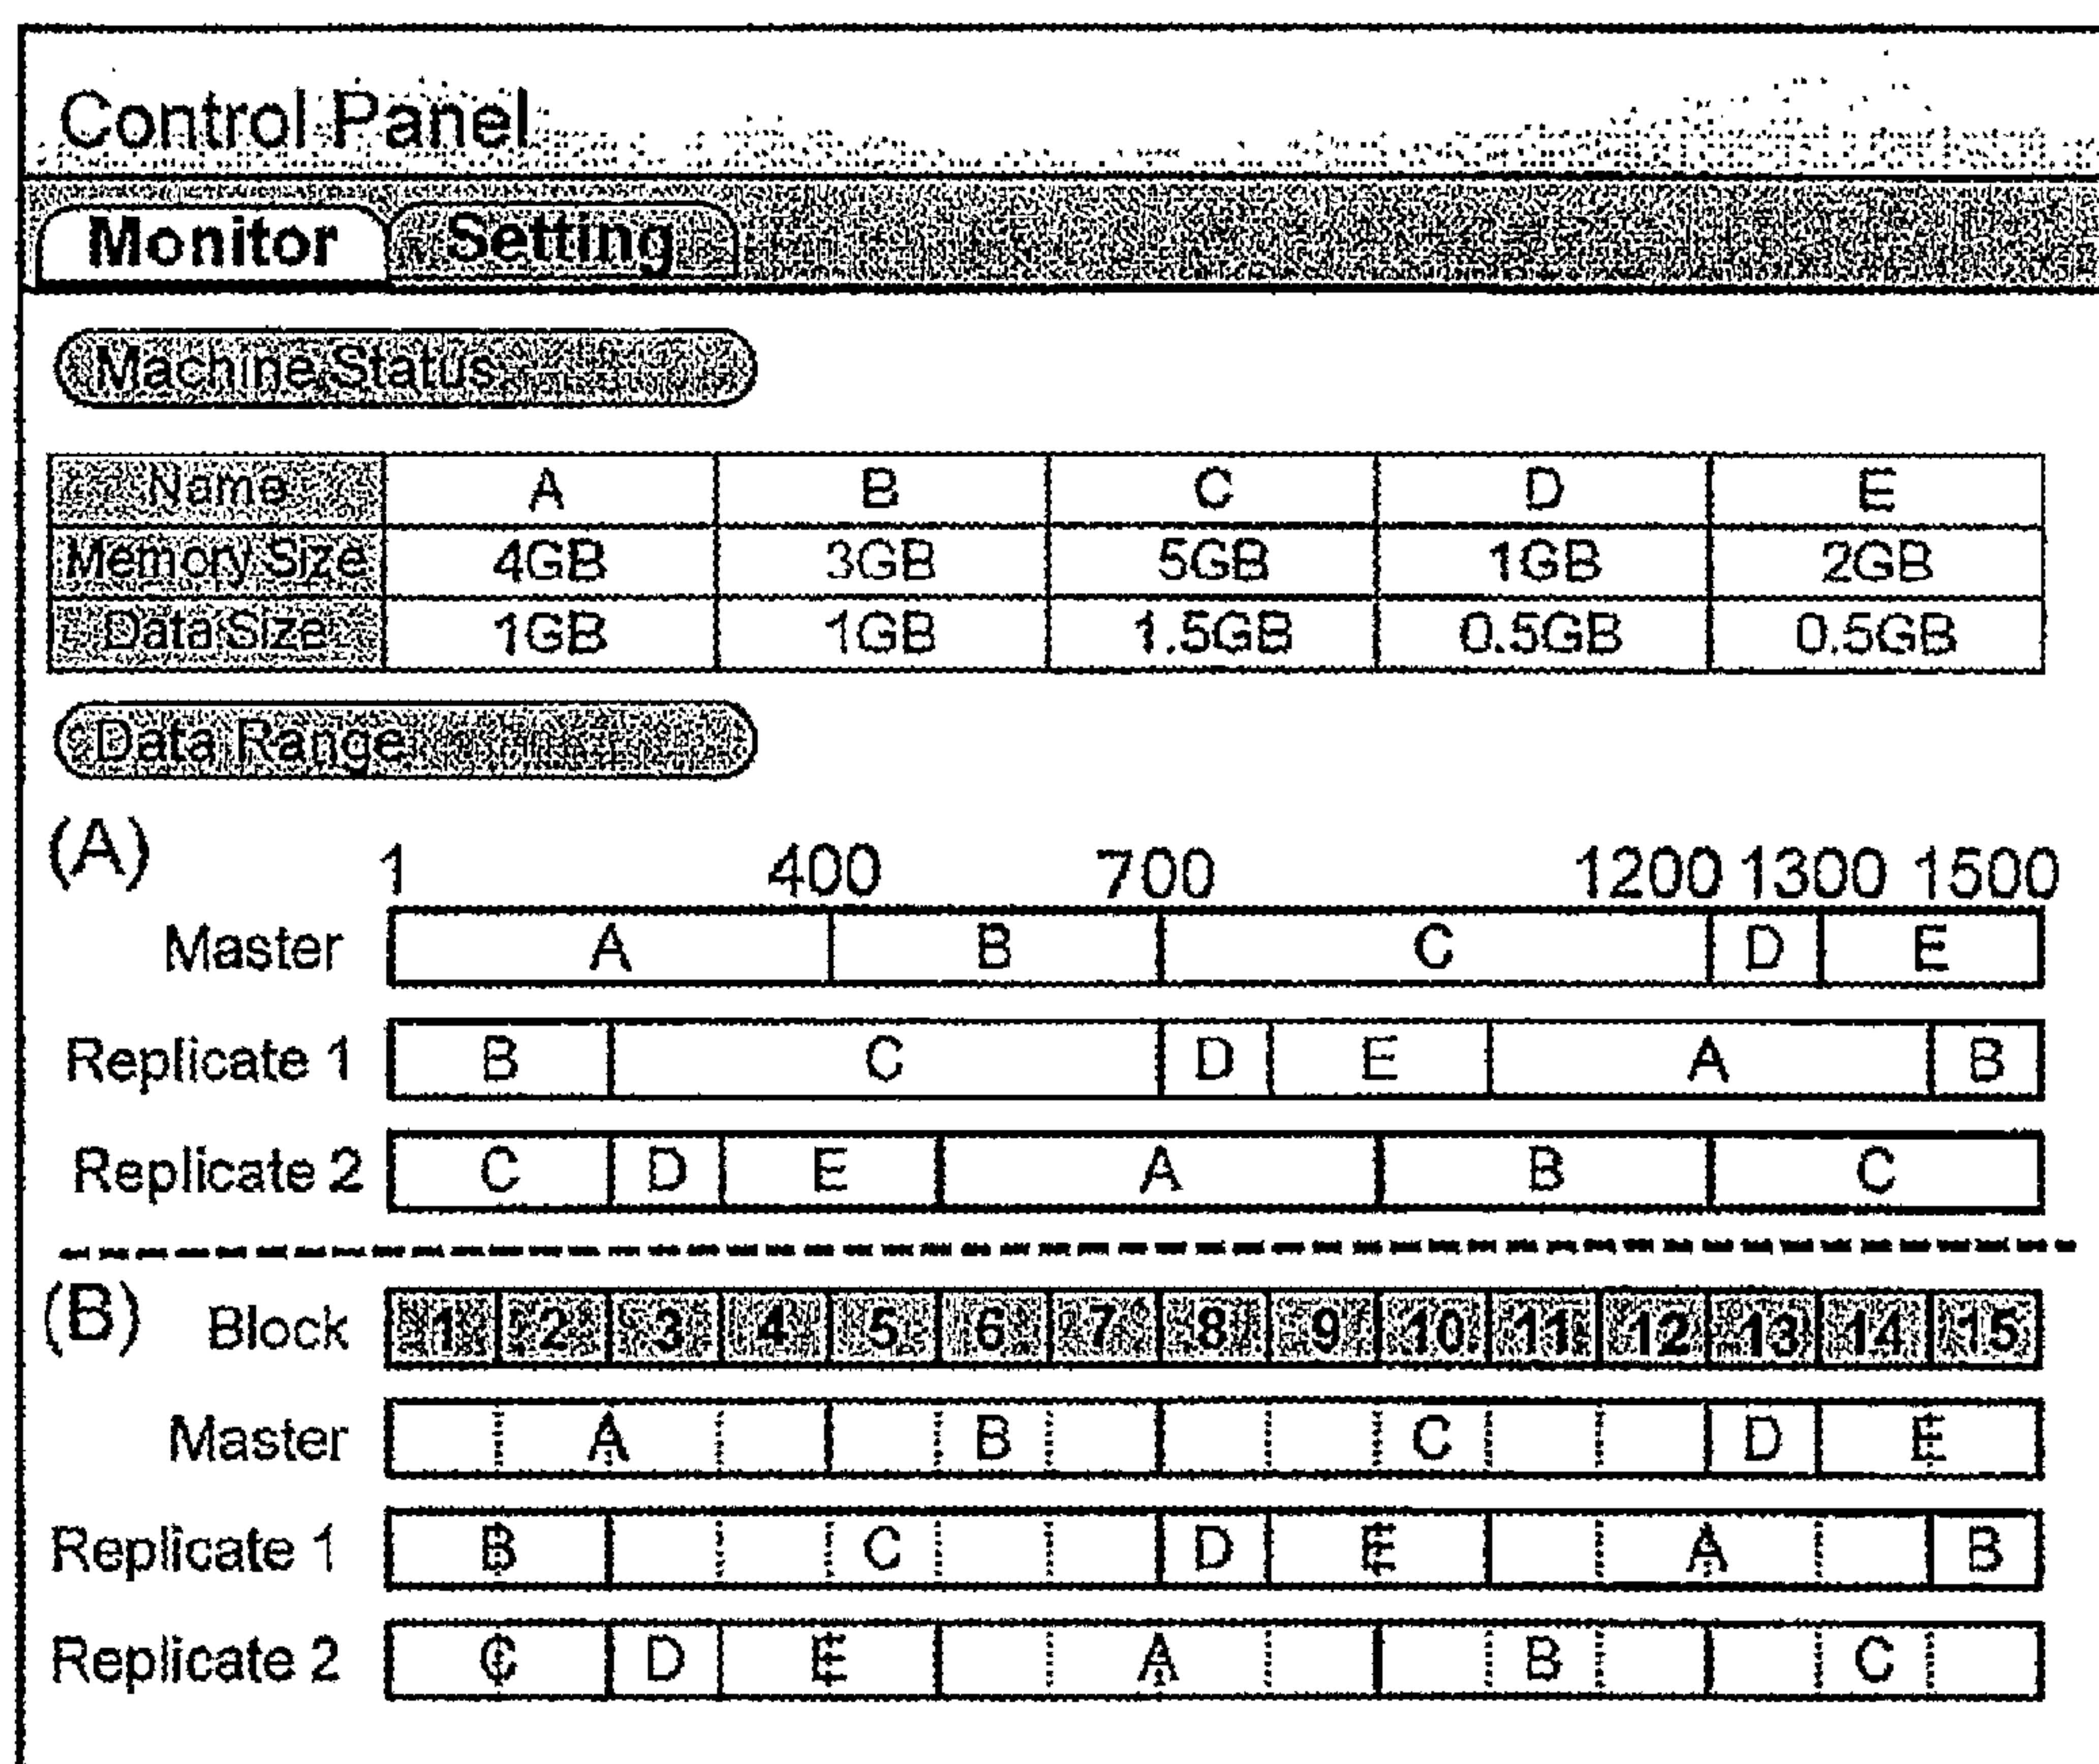 Control Panel
Monitor Setting
Machine Status
Name A B C D E
Memory Size 4GB 3GB 5GB 1GB 2GB
Data Size 1GB 1GB 1.5GB 0.5GB 0.5GB
Data Range
(A) 1 400 700 1200 1300 1500
Master A B C D E
Replicate 1 B C D E A B
Replicate 2 C D E A B C
(B) Block 1 2 3 4 5 6 7 8 9 10 11 12 13 14 15
Master A B C D E
Replicate 1 B C D E A B
Replicate 2 C D E A B C